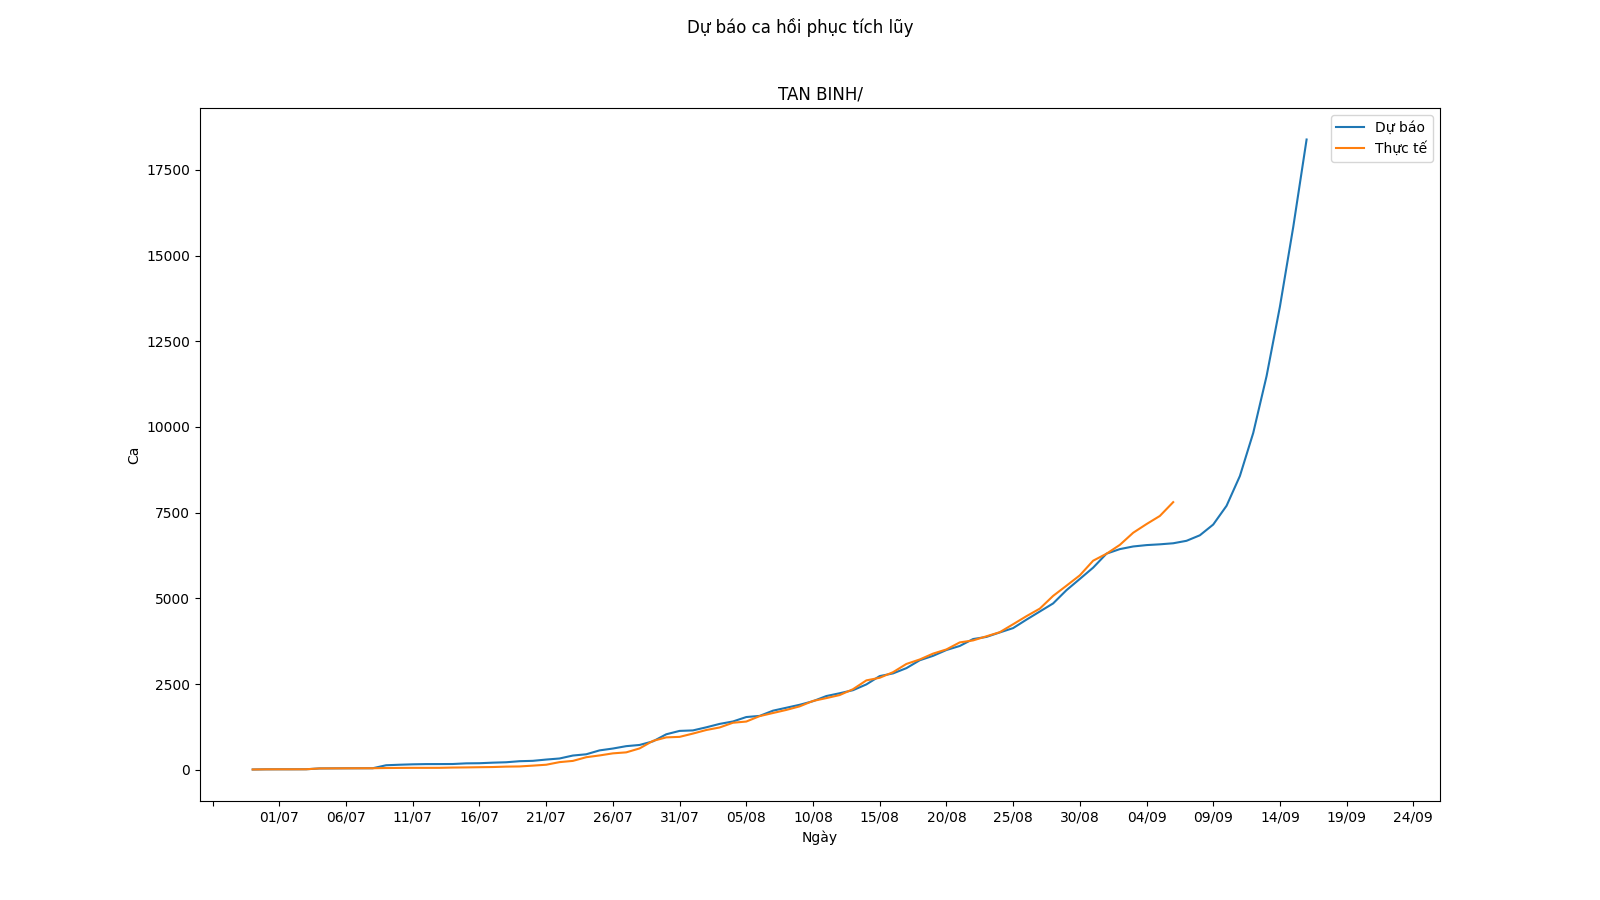 Dự báo ca hồi phục tích lũy
TAN BINH/
Dự báo
Thực tế
17500
15000
12500
10000
7500
5000
2500
0
Ca
01/07 06/07 11/07 16/07 21/07 26/07 31/07 05/08 10/08 15/08 20/08 25/08 30/08 04/09 09/09 14/09 19/09 24/09
Ngày